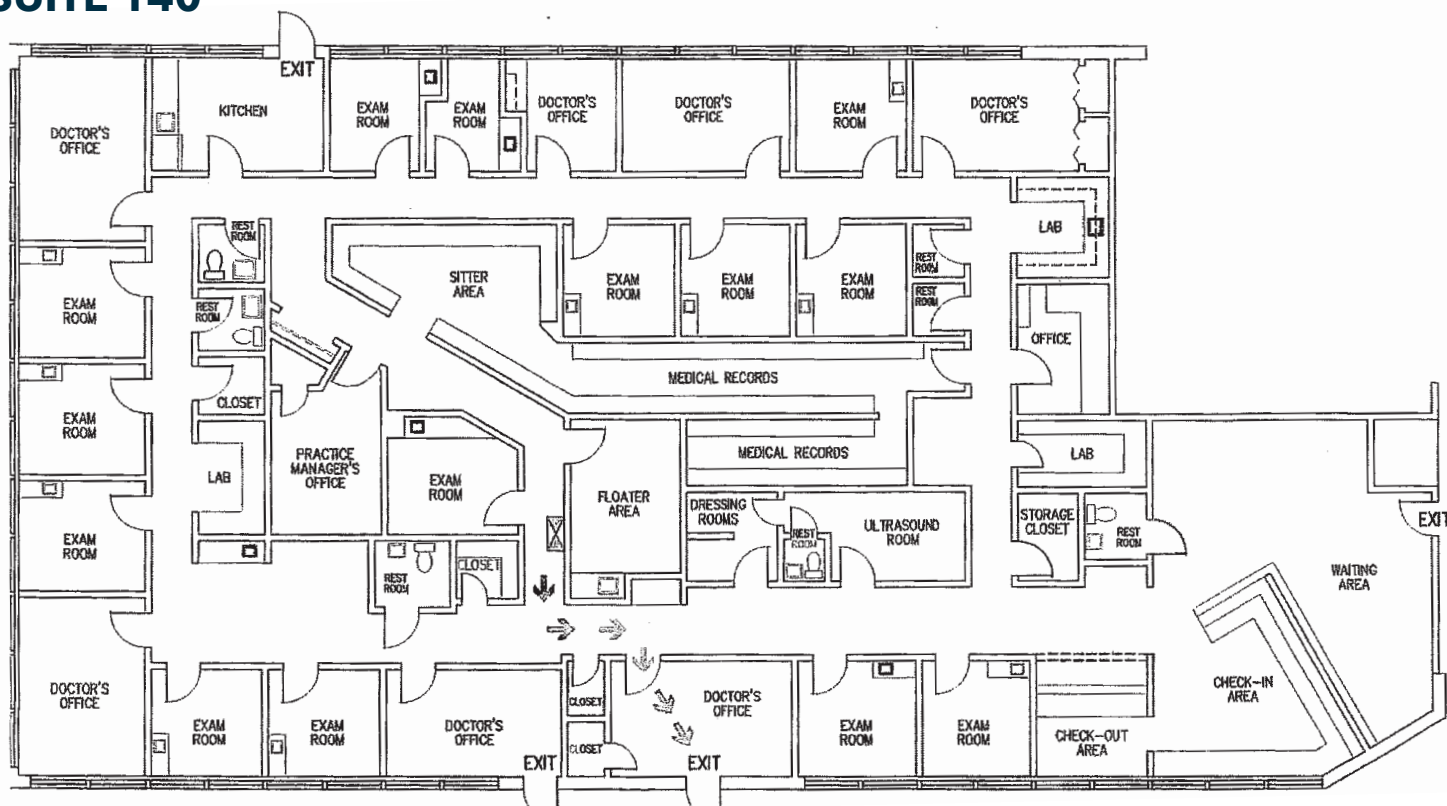 SUITE 140
EXIT
KITCHEN
EXAM
ROOM
EXAM
ROOM
DOCTOR'S
OFFICE
DOCTOR'S
OFFICE
EXAM
ROOM
DOCTOR'S
OFFICE
DOCTOR'S
OFFICE
REST
ROOM
SITTER
AREA
EXAM
ROOM
EXAM
ROOM
EXAM
ROOM
REST
ROOM
LAB
EXAM
ROOM
REST
ROOM
REST
ROOM
OFFICE
MEDICAL RECORDS
CLOSET
EXAM
ROOM
PRACTICE
MANAGER'S
OFFICE
LAB
EXAM
ROOM
MEDICAL RECORDS
LAB
FLOATER
AREA
DRESSING
ROOMS
REST
ROOM
ULTRASOUND
ROOM
STORAGE
CLOSET
REST
ROOM
EXIT
EXAM
ROOM
REST
ROOM
CLOSET
WAITING
AREA
DOCTOR'S
OFFICE
EXAM
ROOM
EXAM
ROOM
DOCTOR'S
OFFICE
CLOSET
CLOSET
DOCTOR'S
OFFICE
EXAM
ROOM
EXAM
ROOM
CHECK-IN
AREA
CHECK-OUT
AREA
EXIT
EXIT